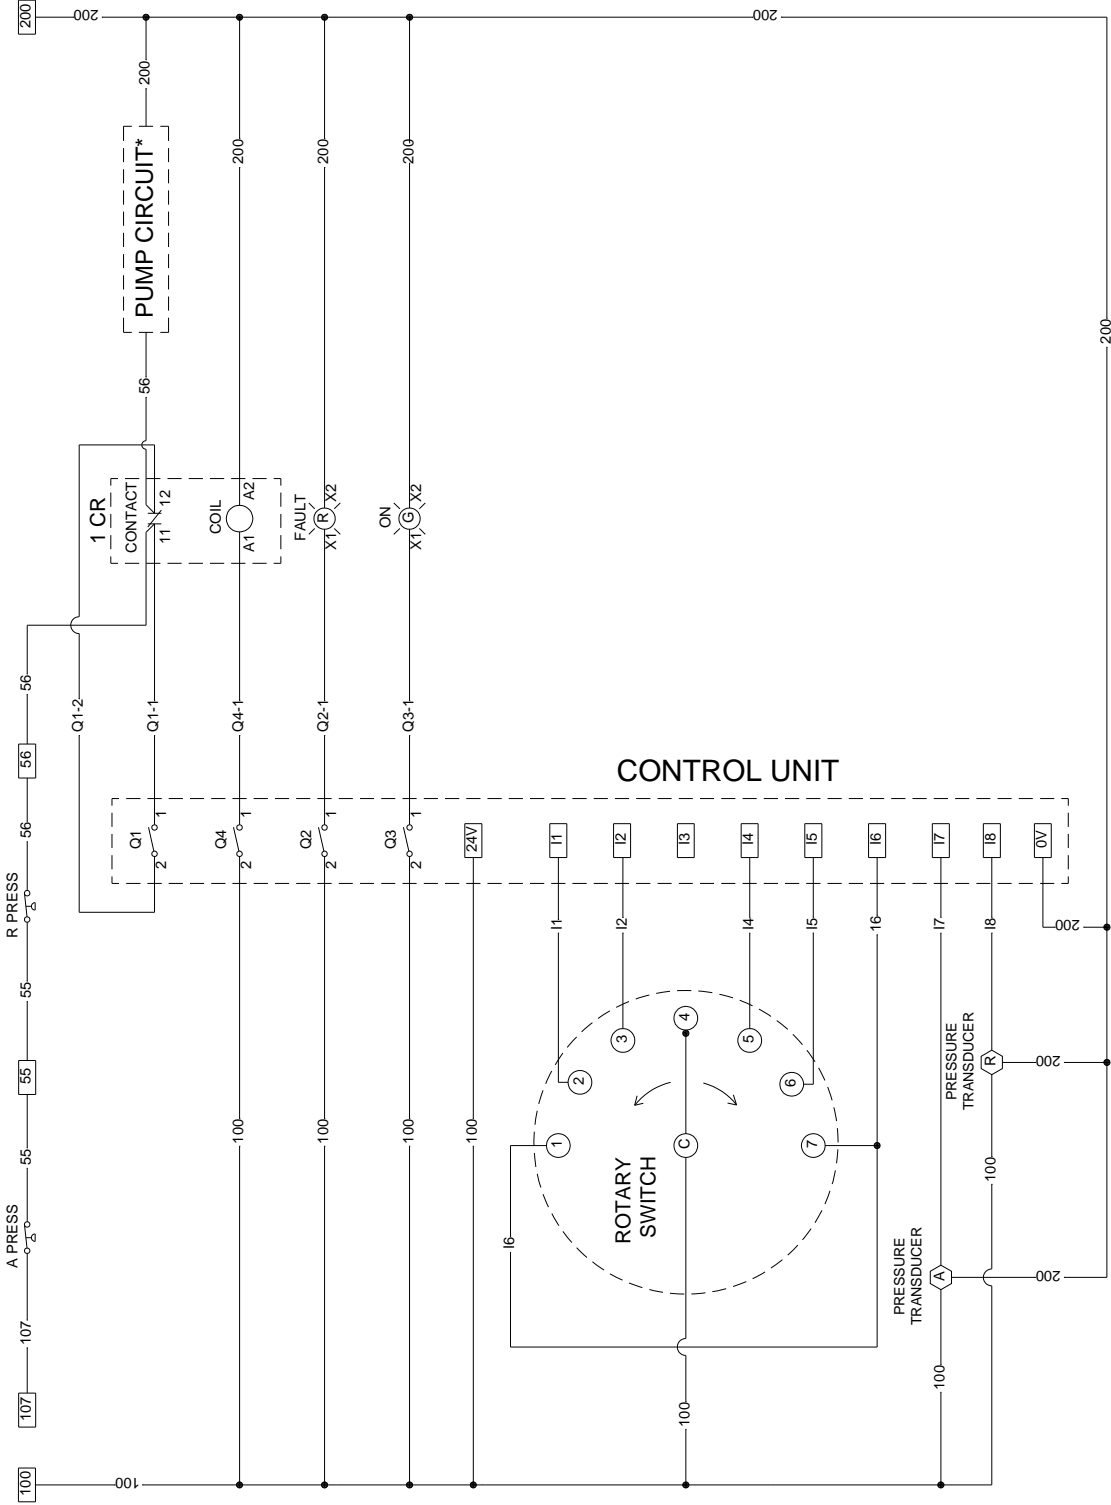 A PRESS
R PRESS
100
107
107
55
55
55
56
56
56
200
100
Q1-2
200
1 CR
CONTACT
Q1
2 1
Q1-1
11 12
56
PUMP CIRCUIT*
200
100
Q4
2 1
Q4-1
COIL
A1 A2
200
100
Q2
2 1
Q2-1
FAULT
X1 R X2
200
100
Q3
2 1
Q3-1
ON
X1 G X2
200
100
24V
CONTROL UNIT
I6
1
2
I1
I1
ROTARY
SWITCH
3
I2
I2
100
C
4
I3
5
I4
I4
6
I5
I5
7
16
I6
PRESSURE
TRANSDUCER
100
A
I7
I7
PRESSURE
TRANSDUCER
100
R
I8
I8
0V
200
200
200
200
200